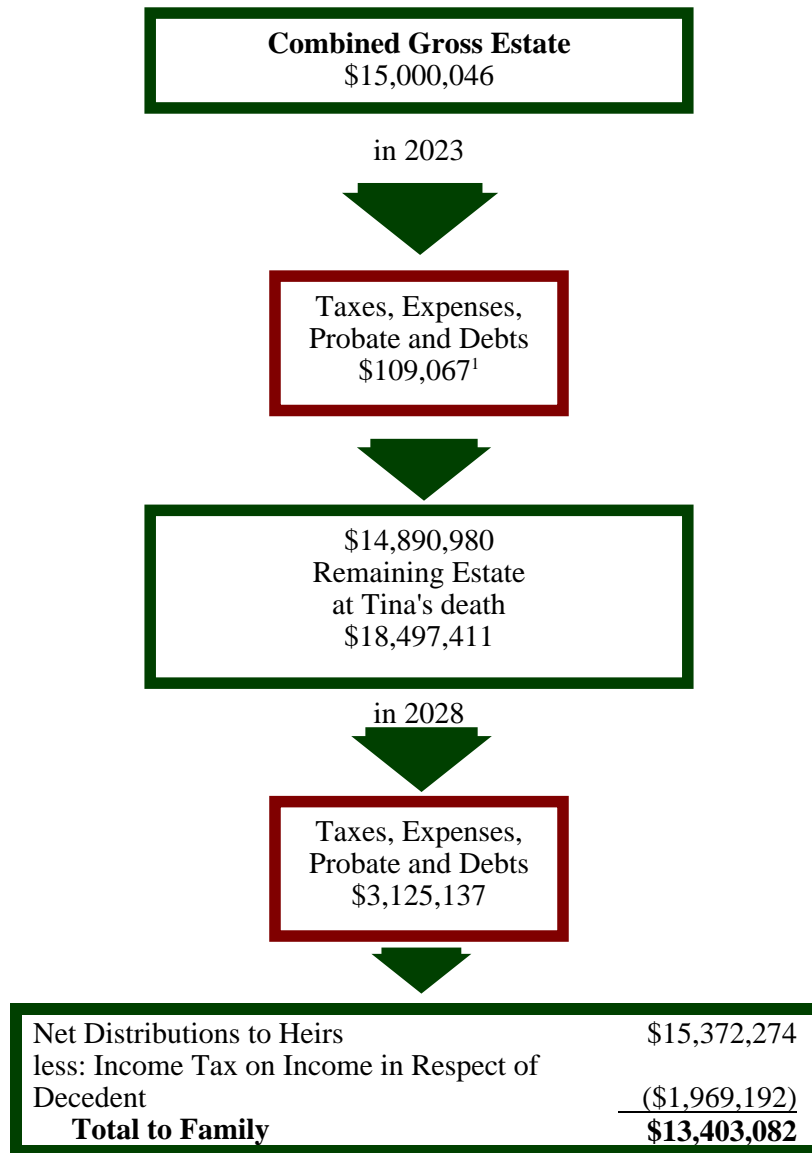 Combined Gross Estate
$15,000,046
in 2023
Taxes, Expenses,
Probate and Debts
$109,067¹
$14,890,980
Remaining Estate
at Tina's death
$18,497,411
in 2028
Taxes, Expenses,
Probate and Debts
$3,125,137
Net Distributions to Heirs $15,372,274
less: Income Tax on Income in Respect of
Decedent ($1,969,192)
Total to Family $13,403,082